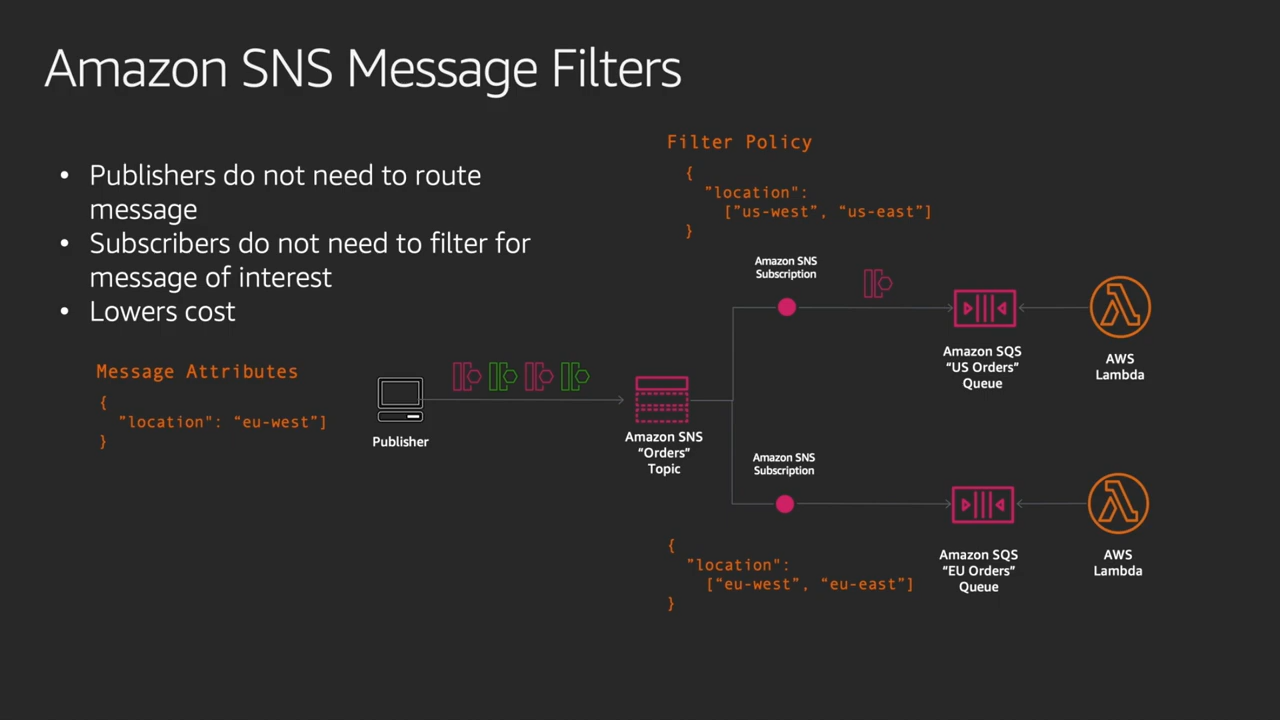 Amazon SNS Message Filters
• Publishers do not need to route
message
• Subscribers do not need to filter for
message of interest
• Lowers cost
Message Attributes
{
"location": “eu-west”]
}
Publisher
Amazon SNS
“Orders”
Topic
Filter Policy
{
"location":
[”us-west”, “us-east”]
}
Amazon SNS
Subscription
Amazon SQS
“US Orders”
Queue
AWS
Lambda
Amazon SNS
Subscription
{
"location":
[“eu-west”, “eu-east”]
}
Amazon SQS
“EU Orders”
Queue
AWS
Lambda